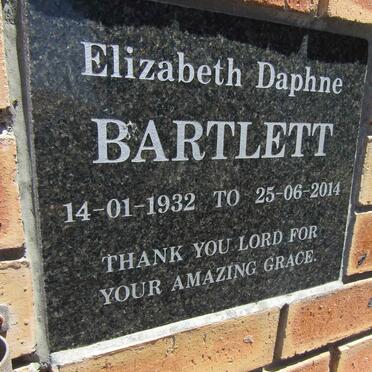 Elizabeth Daphne
BARTLETT
14-01-1932 TO 25-06-2014
THANK YOU LORD FOR
YOUR AMAZING GRACE.